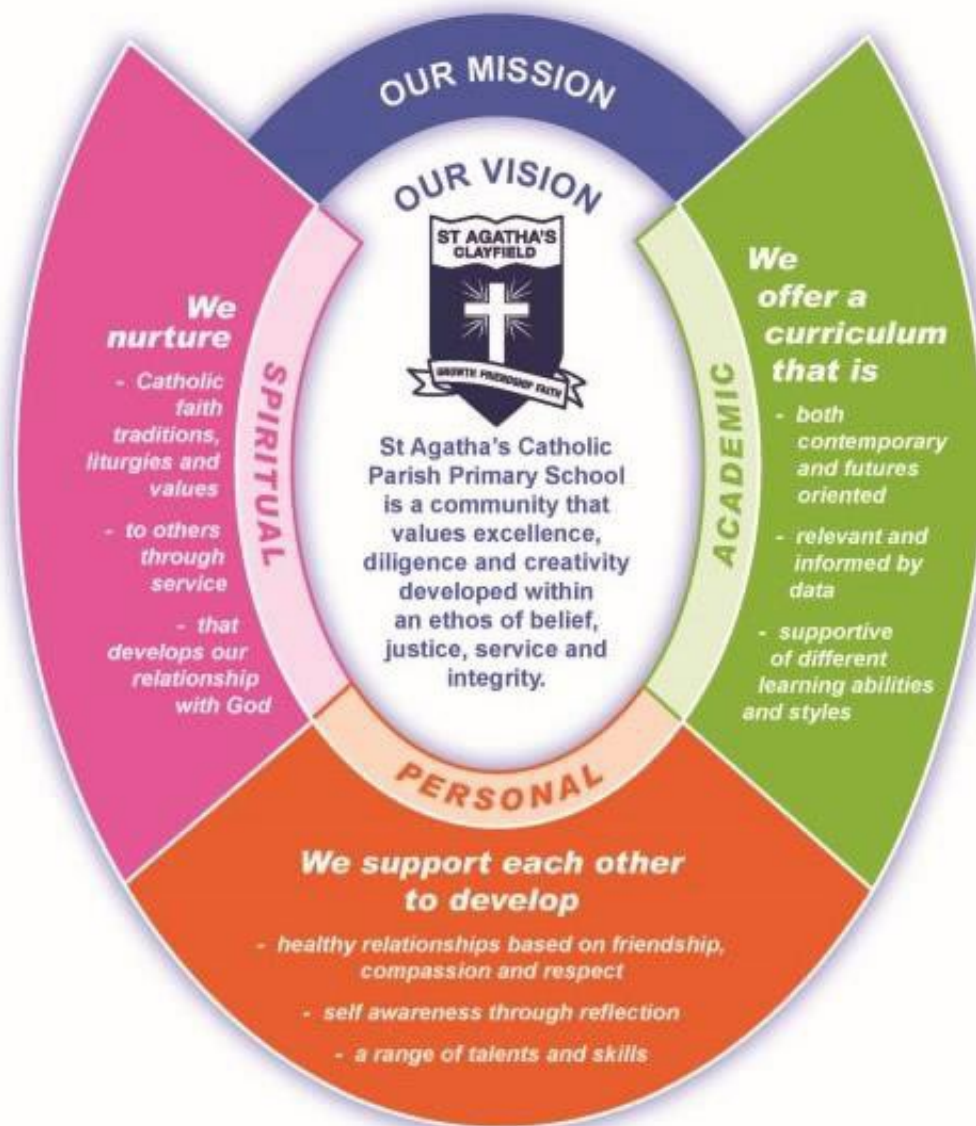 OUR MISSION
OUR VISION
ST AGATHA'S
CLAYFIELD
GROWTH FRIENDSHIP FAITH
St Agatha's Catholic
Parish Primary School
is a community that
values excellence,
diligence and creativity
developed within
an ethos of belief,
justice, service and
integrity.
SPIRITUAL
We
nurture
- Catholic
faith
traditions,
liturgies and
values
- to others
through
service
- that
develops our
relationship
with God
ACADEMIC
We
offer a
curriculum
that is
- both
contemporary
and futures
oriented
- relevant and
informed by
data
- supportive
of different
learning abilities
and styles
PERSONAL
We support each other
to develop
- healthy relationships based on friendship,
compassion and respect
- self awareness through reflection
- a range of talents and skills